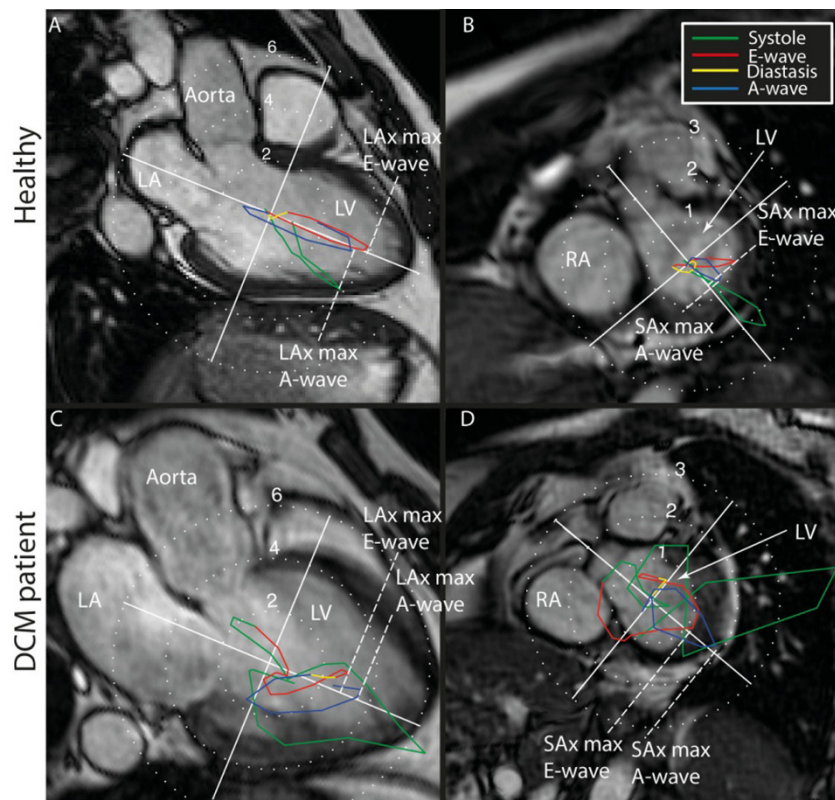 Healthy
A
6
4
2
Aorta
LA
LV
LAx max
E-wave
LAx max
A-wave
B
Systole
E-wave
Diastasis
A-wave
3
2
1
LV
RA
SAx max
E-wave
SAx max
A-wave
DCM patient
C
6
4
2
Aorta
LA
LV
LAx max
E-wave
LAx max
A-wave
D
3
2
1
LV
RA
SAx max
E-wave
SAx max
A-wave